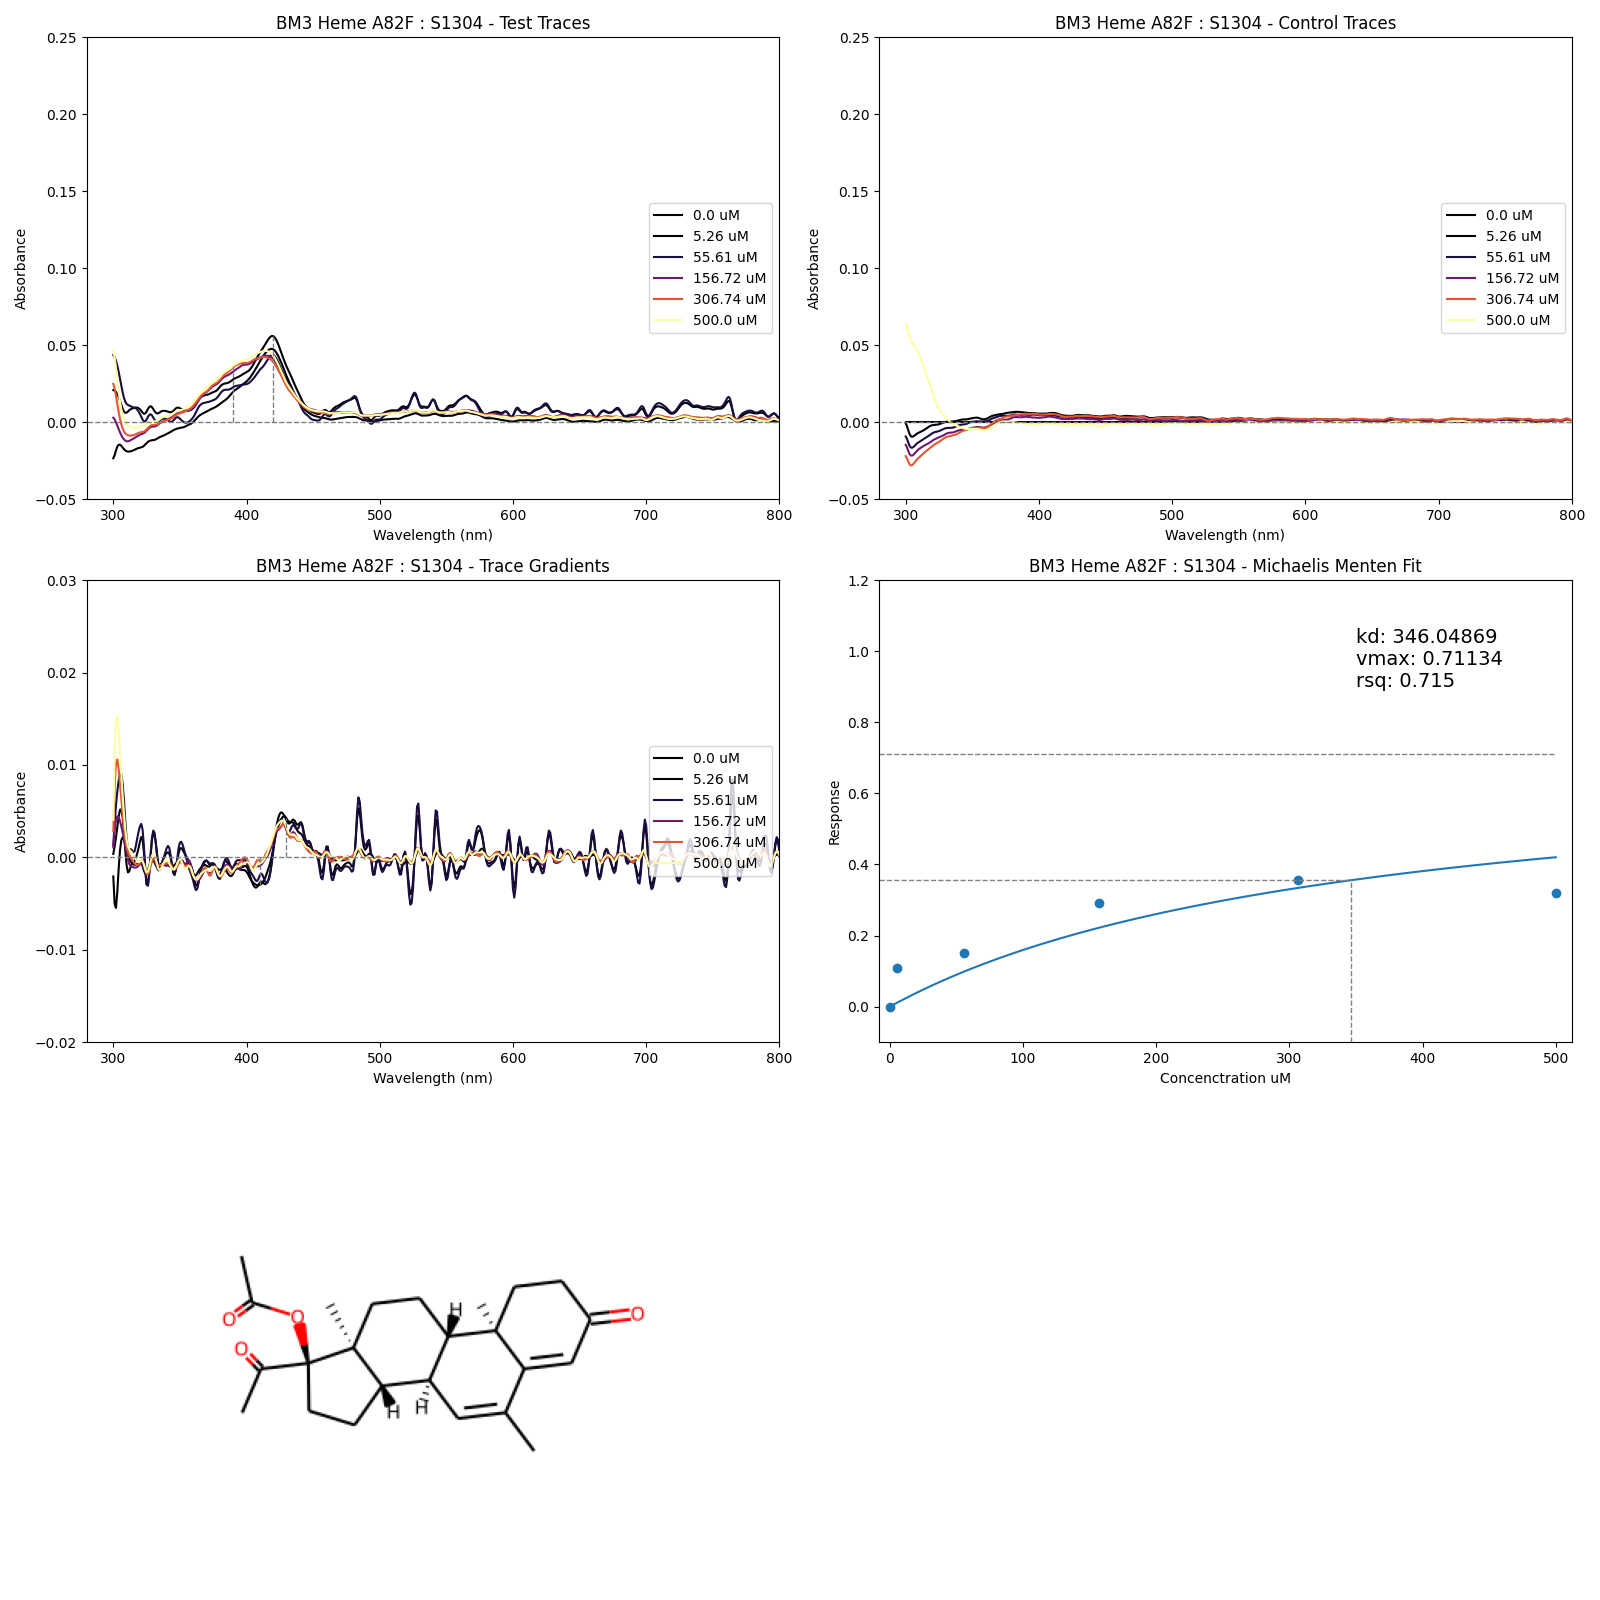 BM3 Heme A82F : S1304 - Test Traces
0.25
0.20
0.15
0.10
0.05
0.00
−0.05
Absorbance
300 400 500 600 700 800
Wavelength (nm)
0.0 uM
5.26 uM
55.61 uM
156.72 uM
306.74 uM
500.0 uM
BM3 Heme A82F : S1304 - Control Traces
0.25
0.20
0.15
0.10
0.05
0.00
−0.05
Absorbance
300 400 500 600 700 800
Wavelength (nm)
0.0 uM
5.26 uM
55.61 uM
156.72 uM
306.74 uM
500.0 uM
BM3 Heme A82F : S1304 - Trace Gradients
0.03
0.02
0.01
0.00
−0.01
−0.02
Absorbance
300 400 500 600 700 800
Wavelength (nm)
0.0 uM
5.26 uM
55.61 uM
156.72 uM
306.74 uM
500.0 uM
BM3 Heme A82F : S1304 - Michaelis Menten Fit
1.2
1.0
0.8
0.6
0.4
0.2
0.0
Response
kd: 346.04869
vmax: 0.71134
rsq: 0.715
0 100 200 300 400 500
Concenctration uM
H
O
O
O
O
H
H